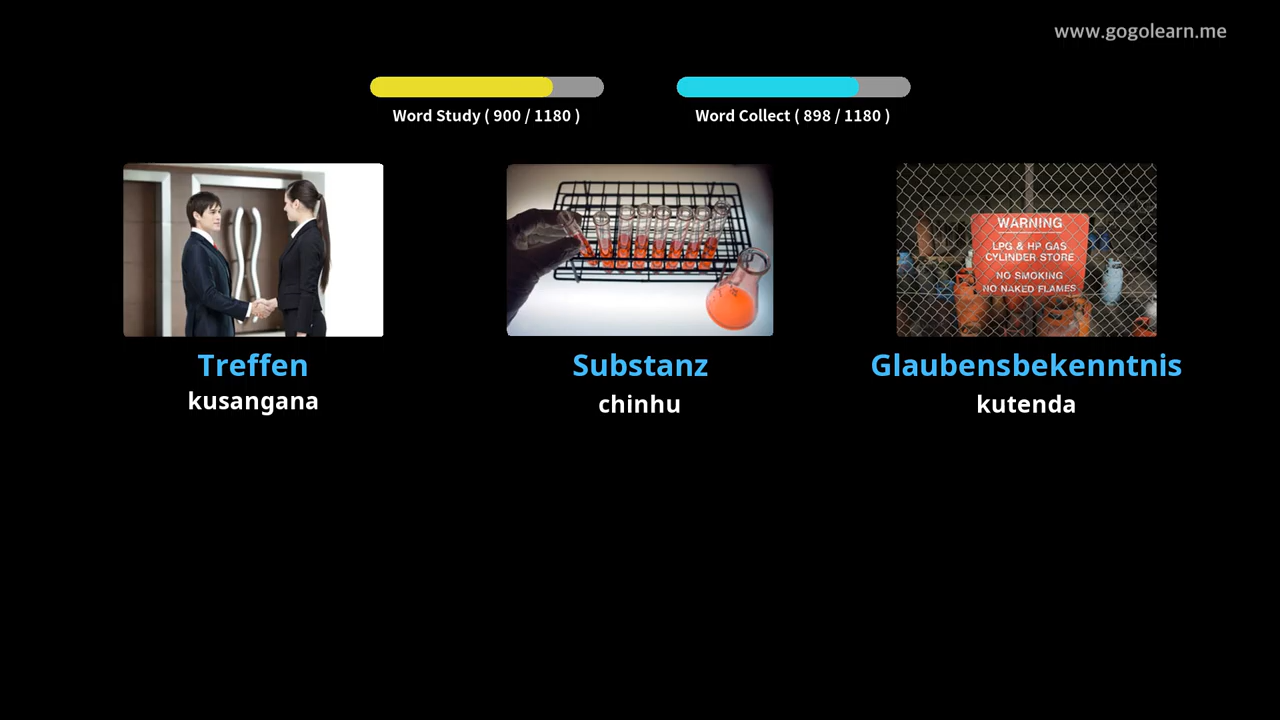 www.gogolearn.me
Word Study ( 900 / 1180 )
Word Collect ( 898 / 1180 )
WARNING
LPG & HP GAS
CYLINDER STORE
NO SMOKING
NO NAKED FLAMES
Treffen
Substanz
Glaubensbekenntnis
kusangana
chinhu
kutenda